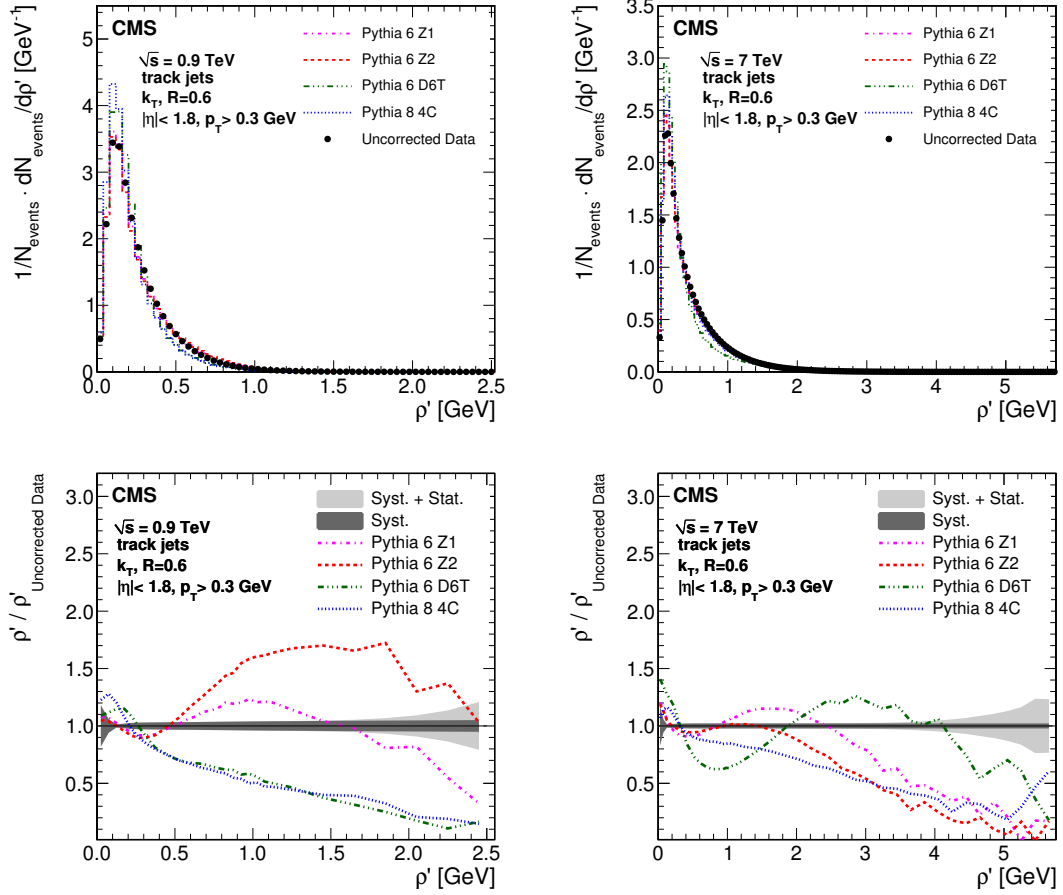 CMS
√s = 0.9 TeV
track jets
k_T, R=0.6
|η|< 1.8, p_T> 0.3 GeV
Pythia 6 Z1
Pythia 6 Z2
Pythia 6 D6T
Pythia 8 4C
Uncorrected Data
1/N_events · dN_events/dρ' [GeV⁻¹]
5
4
3
2
1
0
0.0 0.5 1.0 1.5 2.0 2.5
ρ' [GeV]
CMS
√s = 7 TeV
track jets
k_T, R=0.6
|η|< 1.8, p_T> 0.3 GeV
Pythia 6 Z1
Pythia 6 Z2
Pythia 6 D6T
Pythia 8 4C
Uncorrected Data
1/N_events · dN_events/dρ' [GeV⁻¹]
3.5
3.0
2.5
2.0
1.5
1.0
0.5
0.0
0 1 2 3 4 5
ρ' [GeV]
CMS
√s = 0.9 TeV
track jets
k_T, R=0.6
|η|< 1.8, p_T> 0.3 GeV
Syst. + Stat.
Syst.
Pythia 6 Z1
Pythia 6 Z2
Pythia 6 D6T
Pythia 8 4C
ρ' / ρ'_Uncorrected Data
3.0
2.5
2.0
1.5
1.0
0.5
0.0 0.5 1.0 1.5 2.0 2.5
ρ' [GeV]
CMS
√s = 7 TeV
track jets
k_T, R=0.6
|η|< 1.8, p_T> 0.3 GeV
Syst. + Stat.
Syst.
Pythia 6 Z1
Pythia 6 Z2
Pythia 6 D6T
Pythia 8 4C
ρ' / ρ'_Uncorrected Data
3.0
2.5
2.0
1.5
1.0
0.5
0 1 2 3 4 5
ρ' [GeV]